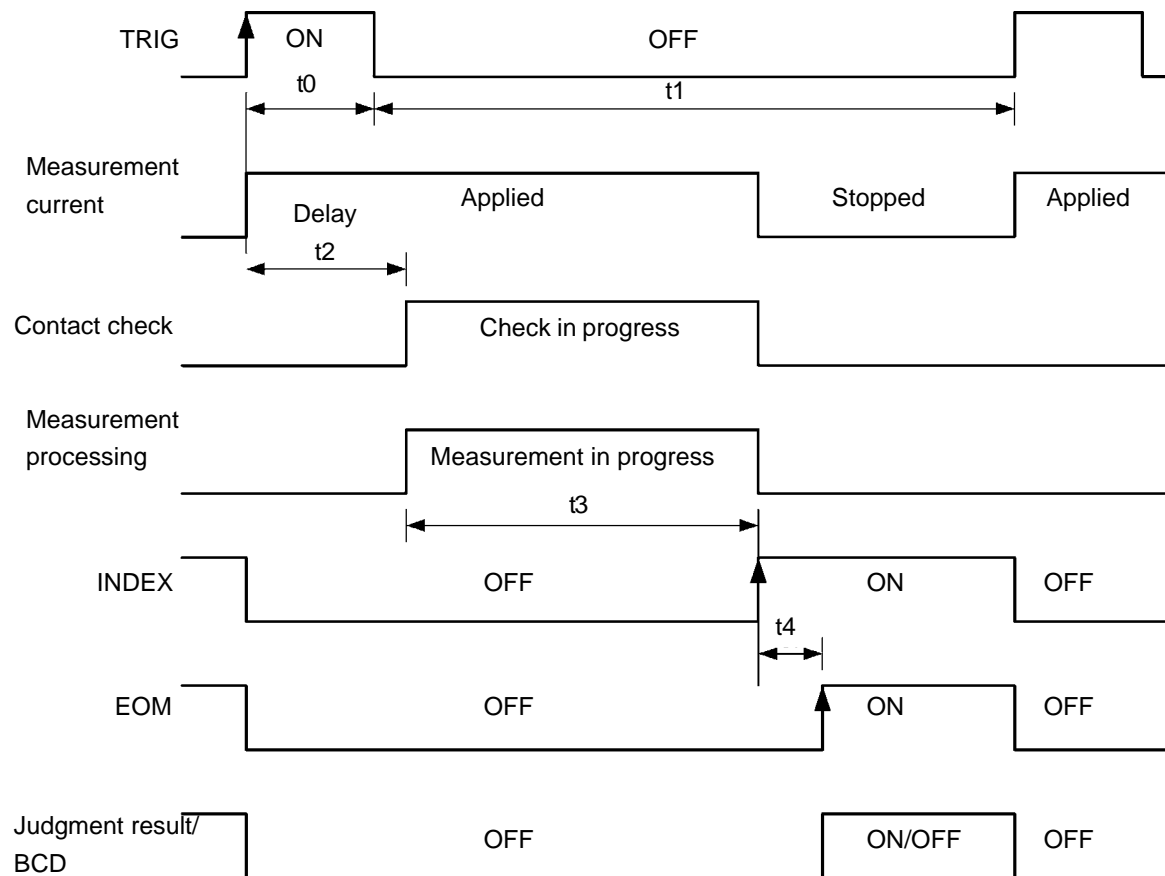 TRIG
ON
OFF
t0
t1
Measurement
current
Applied
Stopped
Applied
Delay
t2
Contact check
Check in progress
Measurement
processing
Measurement in progress
t3
INDEX
OFF
ON
OFF
t4
EOM
OFF
ON
OFF
Judgment result/
BCD
OFF
ON/OFF
OFF